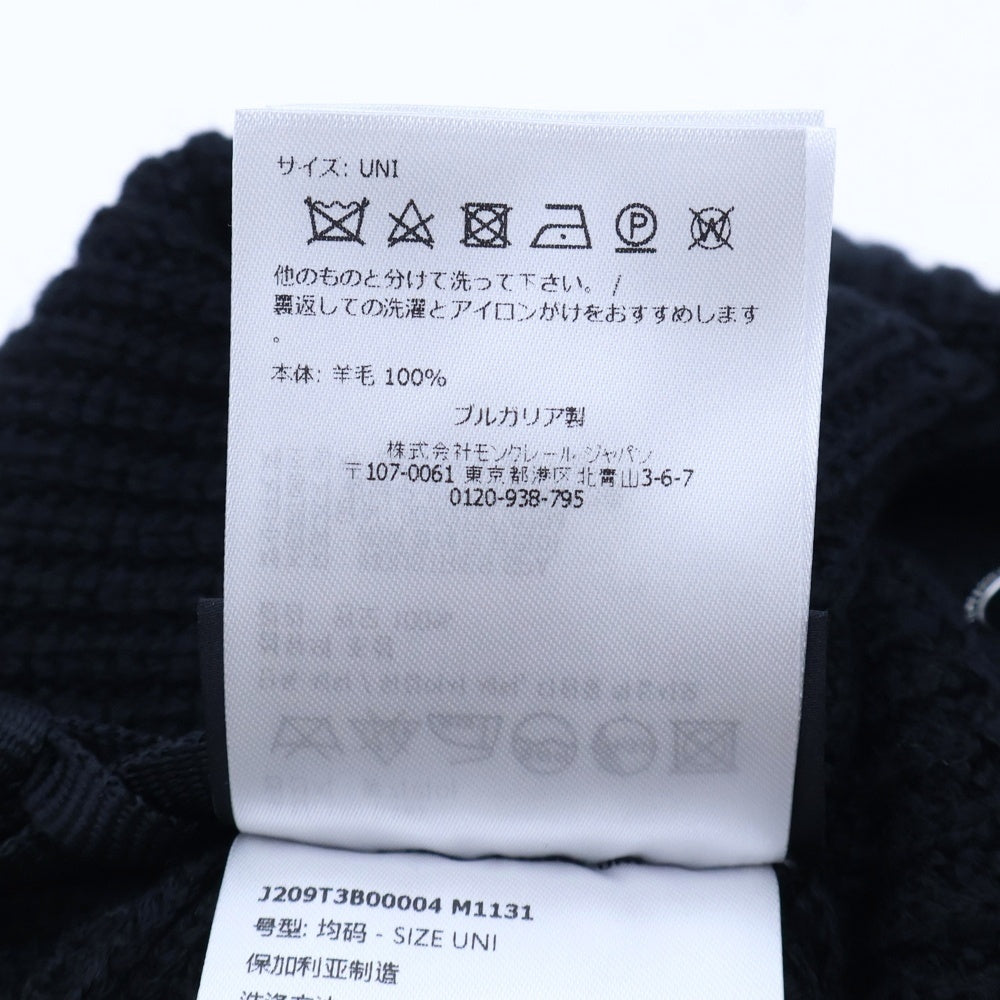 サイズ: UNI
他のものと分けて洗って下さい。 /
裏返しての洗濯とアイロンがけをおすすめします
。
本体: 羊毛 100%
ブルガリア製
株式会社モンクレール ジャパン
〒107-0061 東京都港区北青山3-6-7
0120-938-795
J209T3B00004 M1131
号型: 均码 - SIZE UNI
保加利亚制造